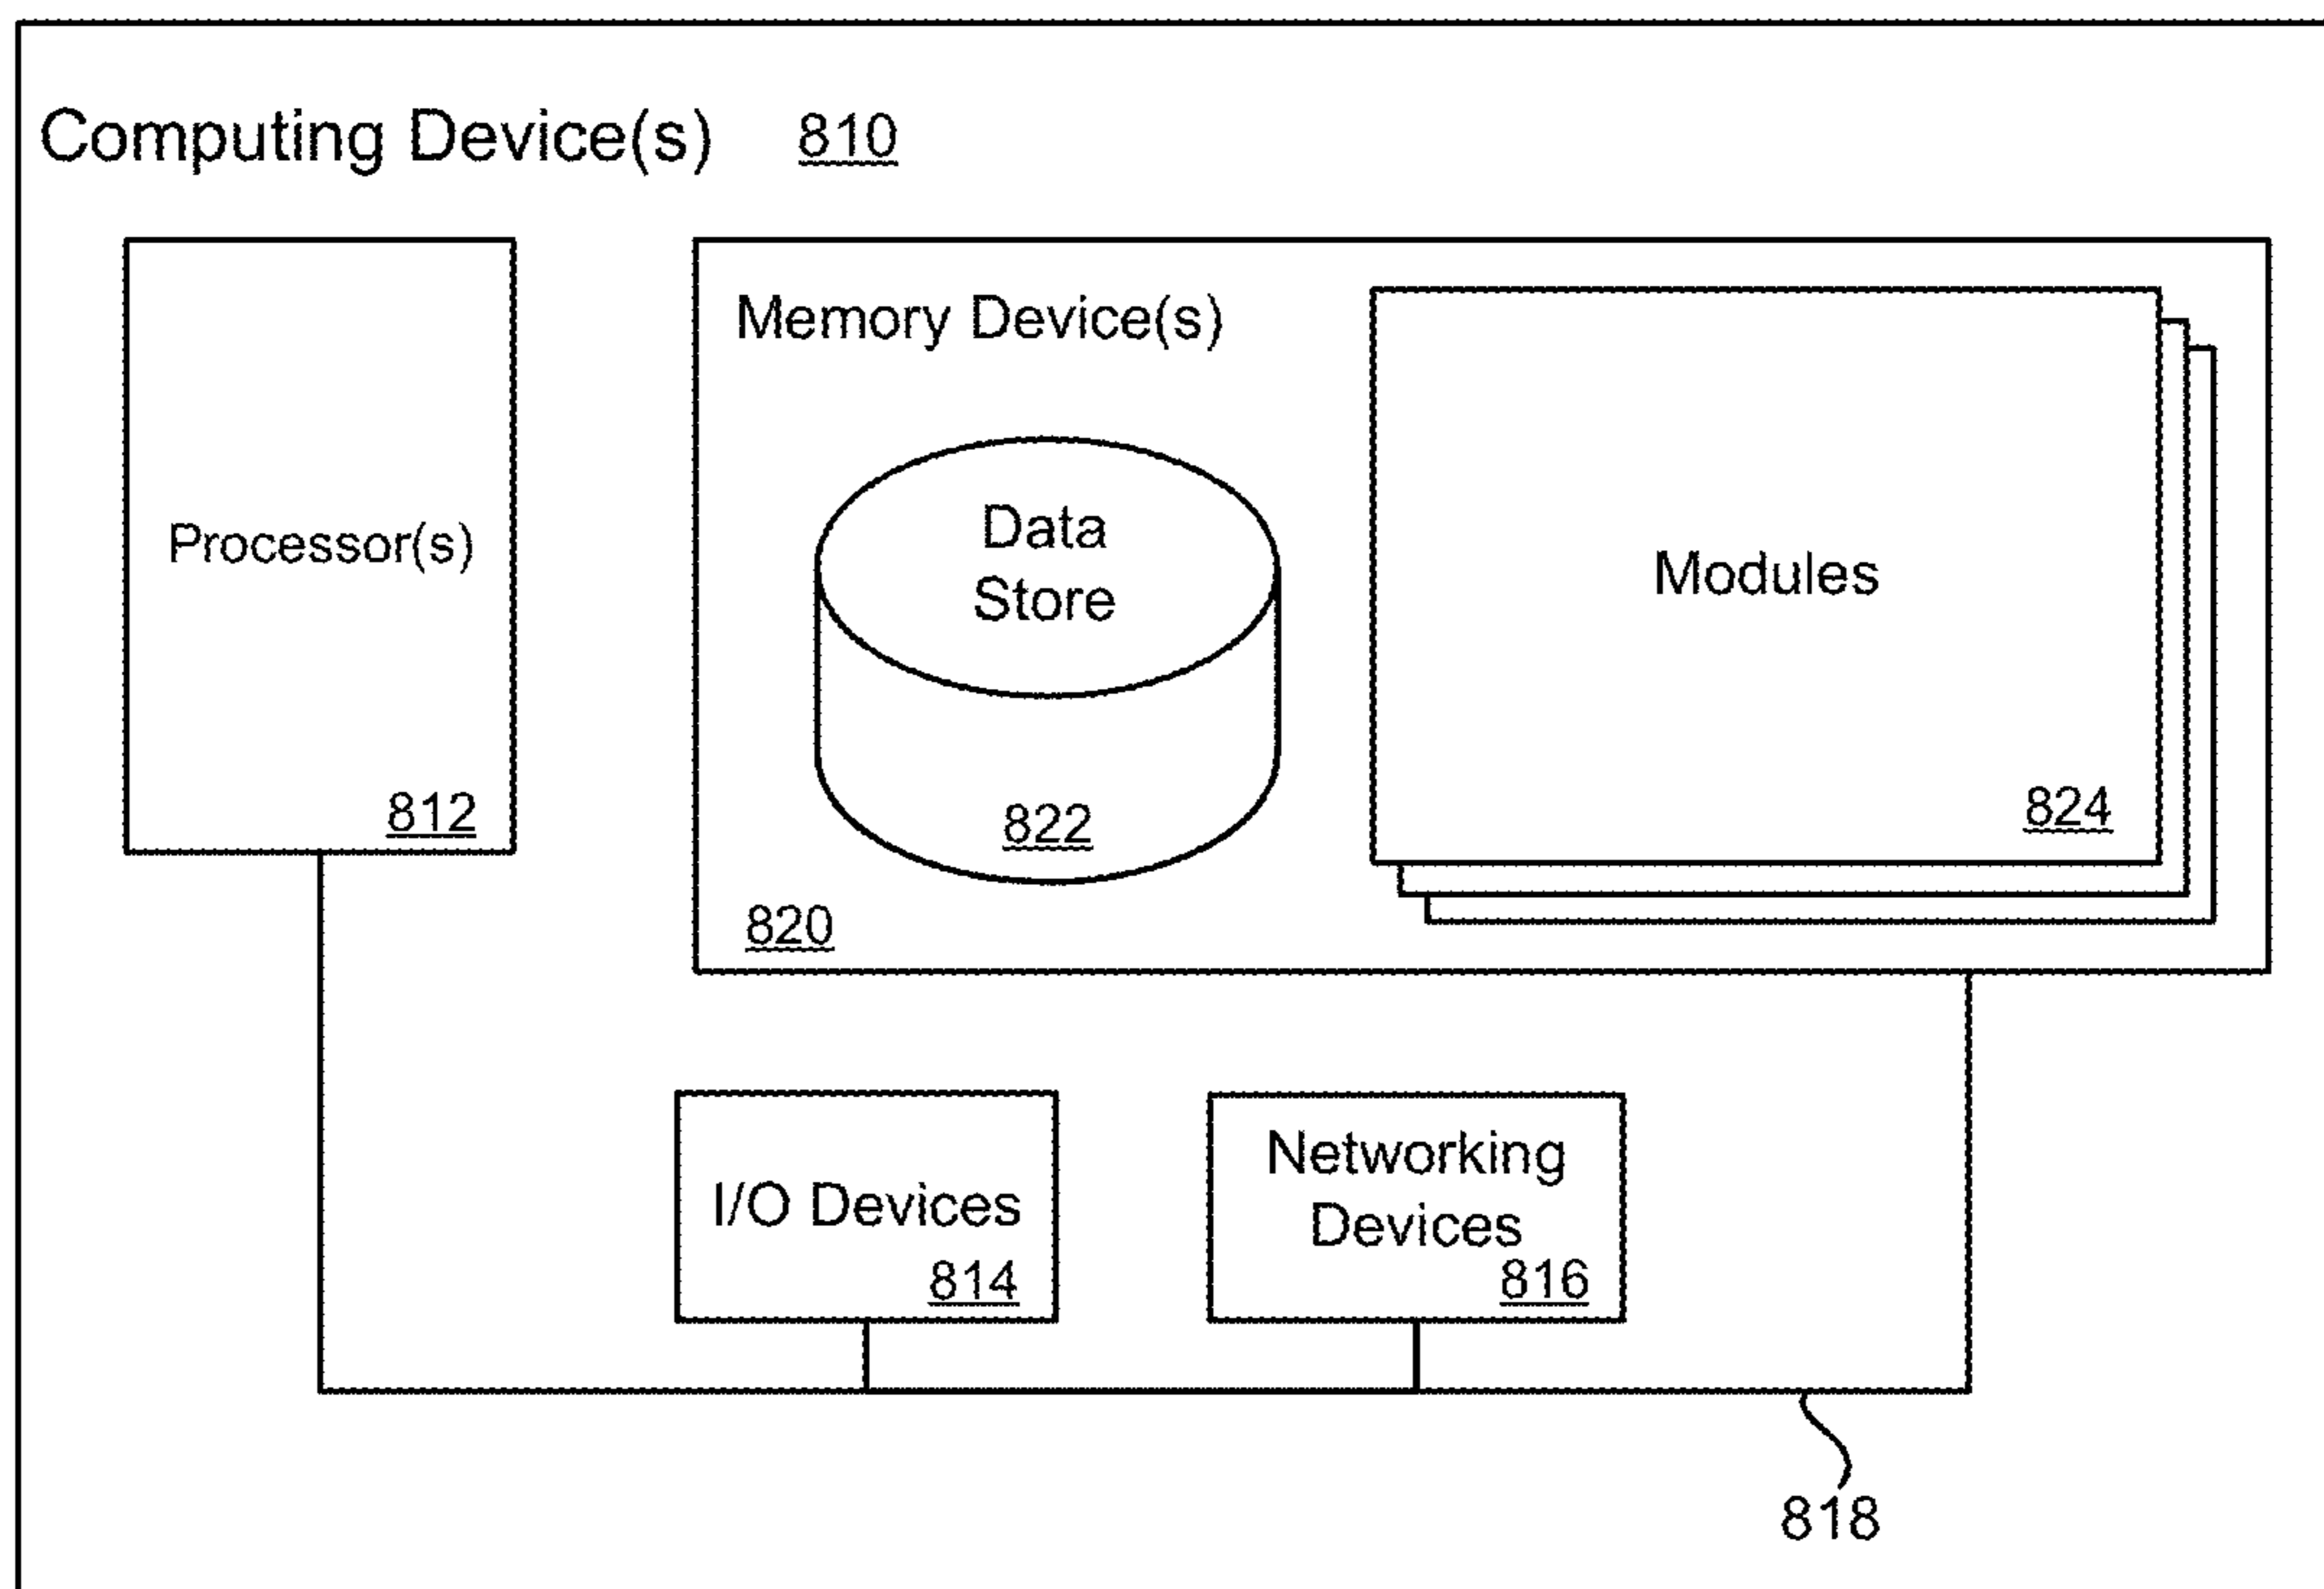 Computing Device(s) 810
Processor(s)
812
Memory Device(s)
Data
Store
822
820
Modules
824
I/O Devices
814
Networking
Devices
816
818